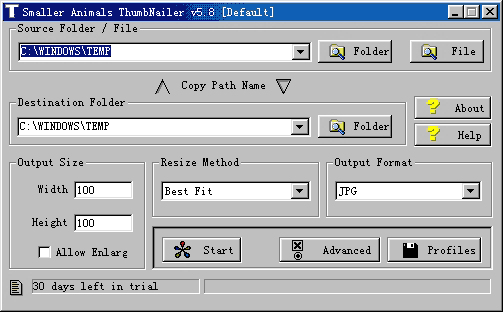 Smaller Animals ThumbNailer v5.8 [Default]
Source Folder / File
C:\WINDOWS\TEMP
Folder
File
Copy Path Name
Destination Folder
C:\WINDOWS\TEMP
Folder
About
Help
Output Size
Width 100
Height 100
Allow Enlarg
Resize Method
Best Fit
Output Format
JPG
Start
Advanced
Profiles
30 days left in trial